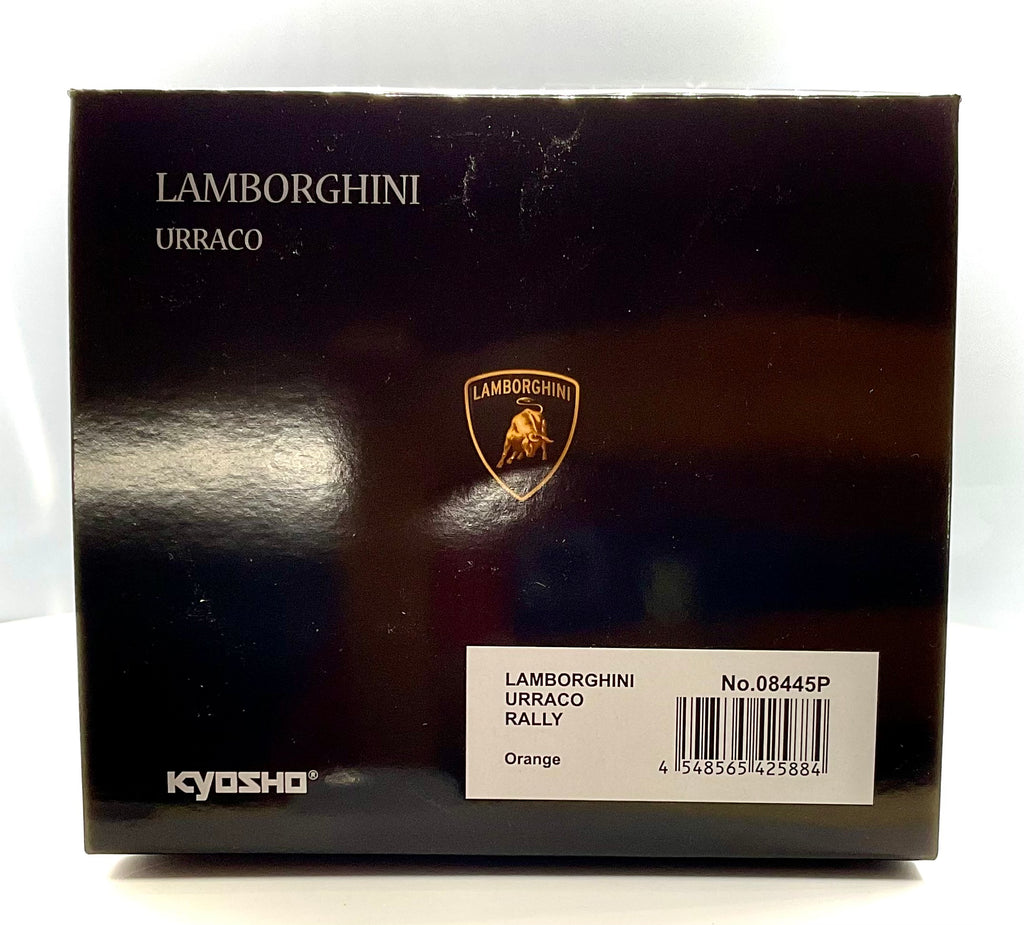 LAMBORGHINI
URRACO
LAMBORGHINI
LAMBORGHINI
URRACO
RALLY
Orange
No.08445P
4 548565 425884
KYOSHO®